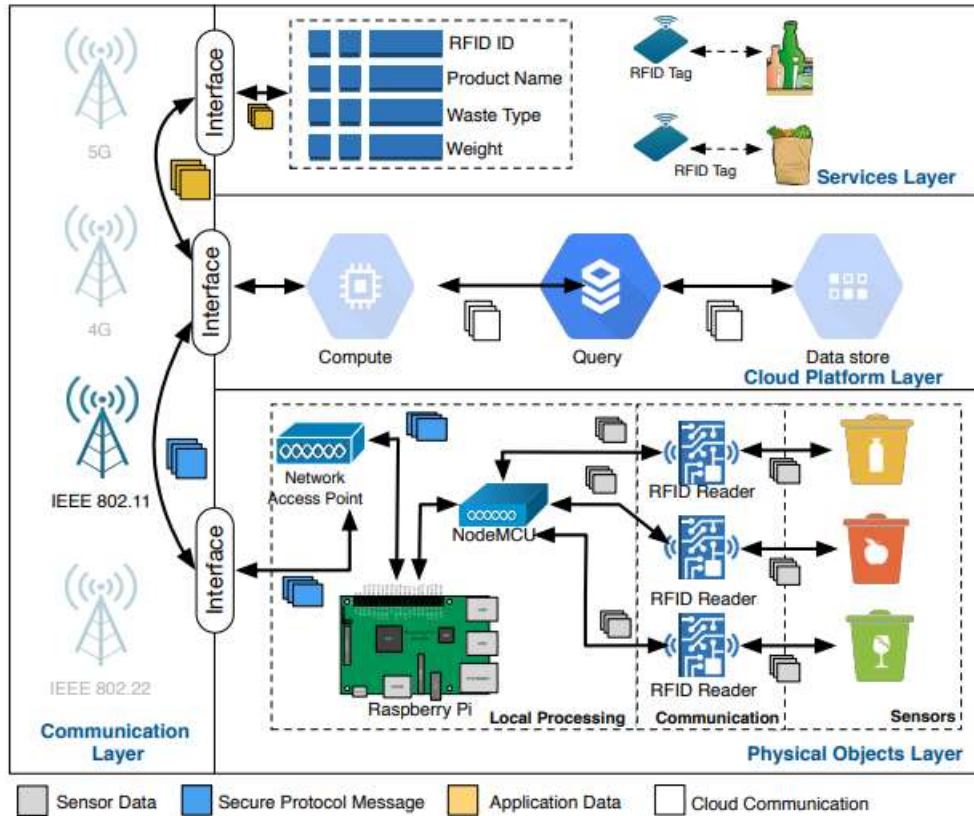 5G
4G
IEEE 802.11
IEEE 802.22
Communication
Layer
Interface
RFID ID
Product Name
Waste Type
Weight
RFID Tag
RFID Tag
Services Layer
Interface
Compute
Query
Data store
Cloud Platform Layer
Interface
Network
Access Point
NodeMCU
Raspberry Pi
Local Processing
RFID Reader
RFID Reader
RFID Reader
Communication
Sensors
Physical Objects Layer
Sensor Data
Secure Protocol Message
Application Data
Cloud Communication